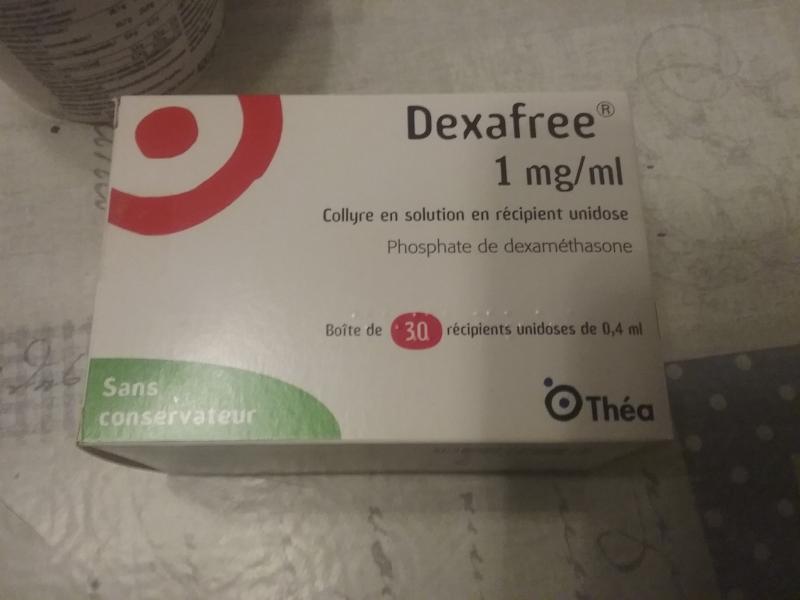 Dexafree®
1 mg/ml
Collyre en solution en récipient unidose
Phosphate de dexaméthasone
Boîte de 30 récipients unidoses de 0,4 ml
Sans
conservateur
Théa